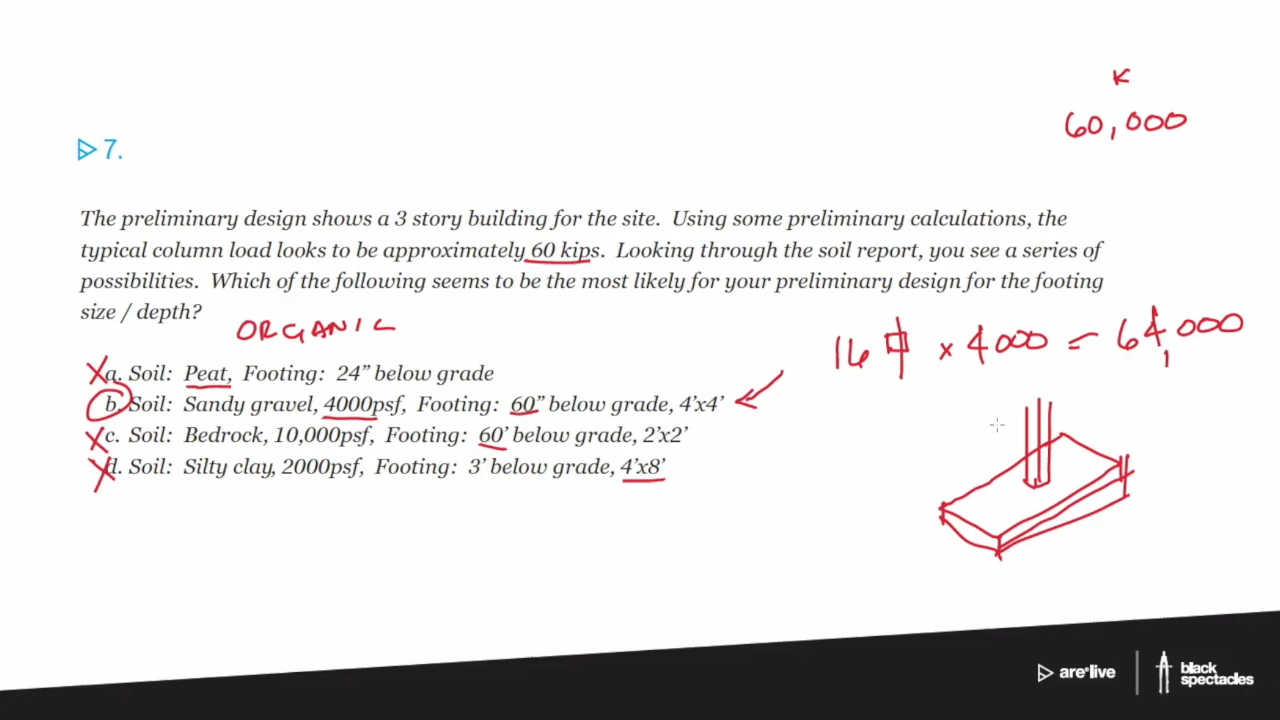 K
60,000
7.
The preliminary design shows a 3 story building for the site. Using some preliminary calculations, the
typical column load looks to be approximately 60 kips. Looking through the soil report, you see a series of
possibilities. Which of the following seems to be the most likely for your preliminary design for the footing
size / depth?
ORGANIC
16 x 4000 = 64,000
a. Soil: Peat, Footing: 24” below grade
b. Soil: Sandy gravel, 4000psf, Footing: 60” below grade, 4’x4’
c. Soil: Bedrock, 10,000psf, Footing: 60’ below grade, 2’x2’
d. Soil: Silty clay, 2000psf, Footing: 3’ below grade, 4’x8’
are live
black
spectacles